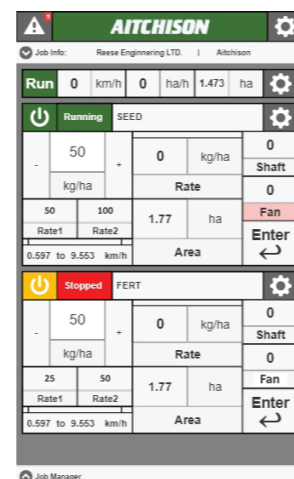 AITCHISON
Job Info: Reese Enginnering LTD. | Aitchison
Run 0 km/h 0 ha/h 1.473 ha
Running SEED
50 0 kg/ha 0
- + Shaft
kg/ha Rate 0
50 100 1.77 ha Fan
Rate1 Rate2 Enter
0.597 to 9.553 km/h Area
Stopped FERT
50 0 kg/ha 0
- + Shaft
kg/ha Rate 0
25 50 1.77 ha Fan
Rate1 Rate2 Enter
0.597 to 9.553 km/h Area
Job Manager